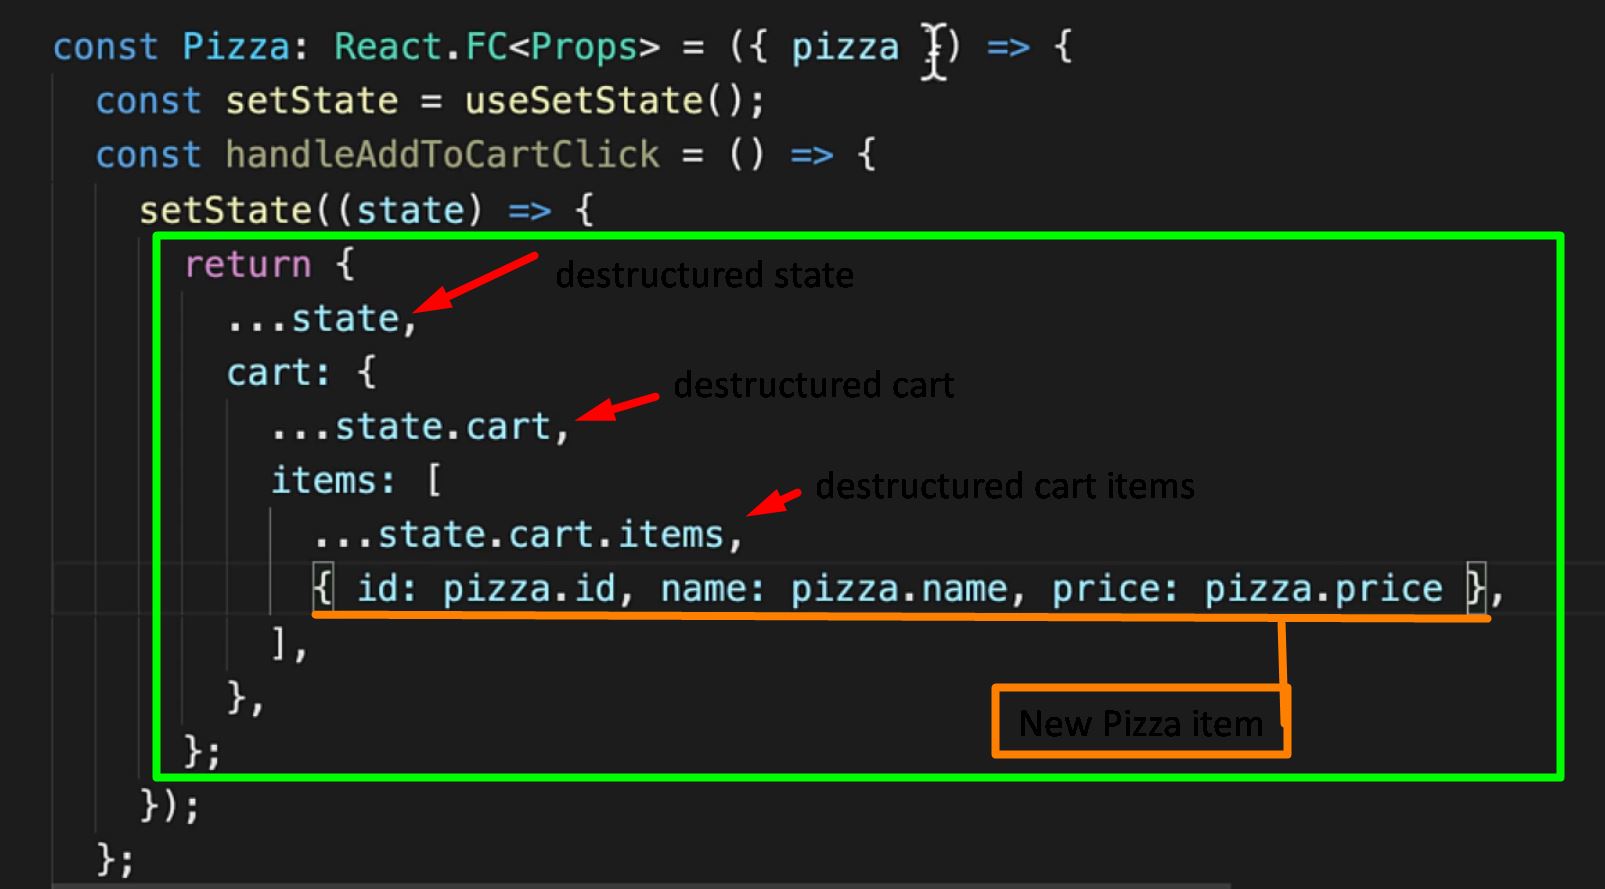 const Pizza: React.FC<Props> = ({ pizza }) => {
const setState = useSetState();
const handleAddToCartClick = () => {
setState((state) => {
return {
destructured state
...state,
cart: {
destructured cart
...state.cart,
items: [
destructured cart items
...state.cart.items,
{ id: pizza.id, name: pizza.name, price: pizza.price },
],
},
New Pizza item
};
});
};